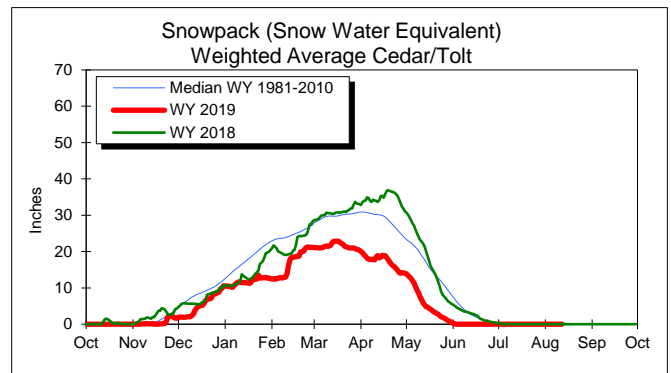 Snowpack (Snow Water Equivalent)
Weighted Average Cedar/Tolt
70
60
50
40
30
20
10
0
Inches
Median WY 1981-2010
WY 2019
WY 2018
Oct Nov Dec Jan Feb Mar Apr May Jun Jul Aug Sep Oct